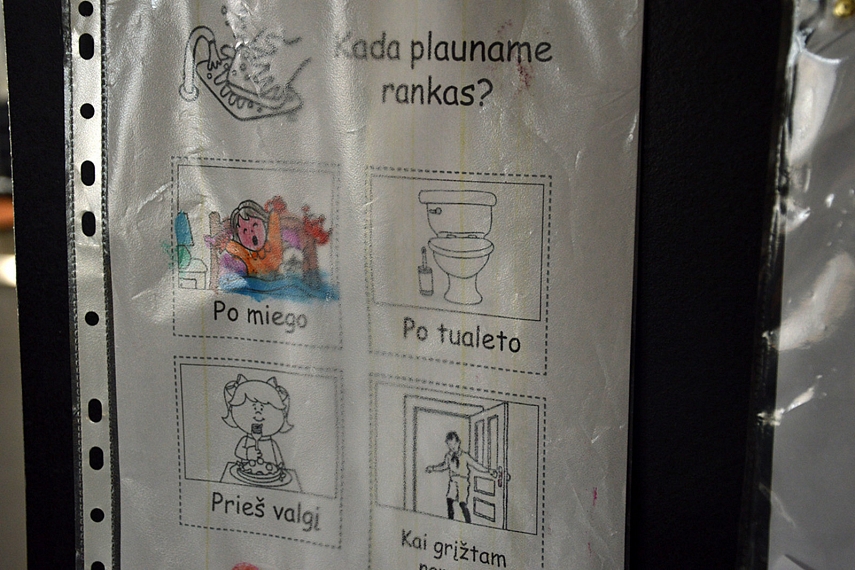 Kada plauname
rankas?
Po miego
Po tualeto
Prieš valgį
Kai grįžtam